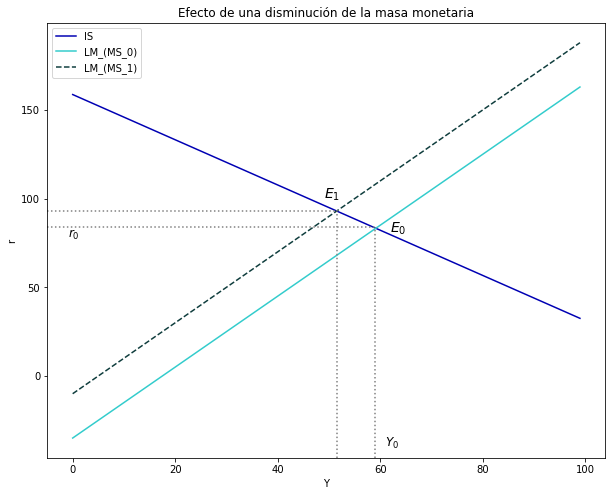 Efecto de una disminución de la masa monetaria
IS
LM_(MS_0)
LM_(MS_1)
150
100
50
0
r
E₁
E₀
r₀
Y₀
0 20 40 60 80 100
Y